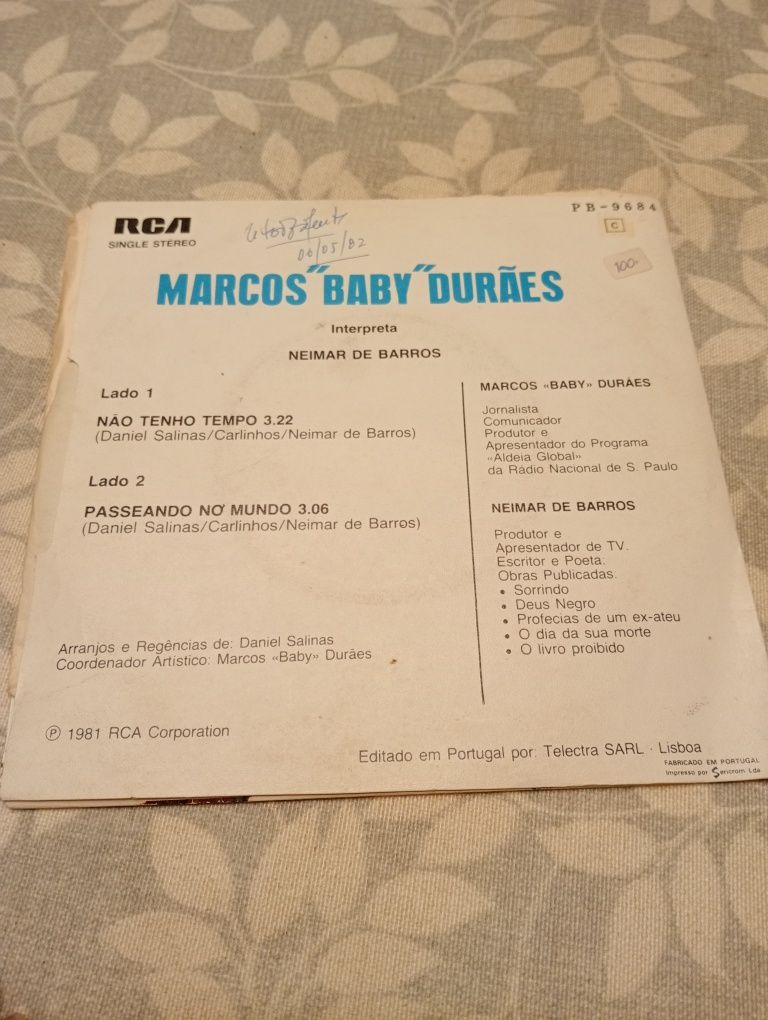 RCA
SINGLE STÉREO
PB-9684
C
06/05/82
100-
MARCOS "BABY" DURÃES
Interpreta
NEIMAR DE BARROS
Lado 1
NÃO TENHO TEMPO 3.22
(Daniel Salinas/Carlinhos/Neimar de Barros)
Lado 2
PASSEANDO NO MUNDO 3.06
(Daniel Salinas/Carlinhos/Neimar de Barros)
Arranjos e Regências de: Daniel Salinas
Coordenador Artístico: Marcos «Baby» Durães
MARCOS «BABY» DURÃES
Jornalista
Comunicador
Produtor e
Apresentador do Programa
«Aldeia Global»
da Rádio Nacional de S. Paulo
NEIMAR DE BARROS
Produtor e
Apresentador de TV.
Escritor e Poeta:
Obras Publicadas.
• Sorrindo
• Deus Negro
• Profecias de um ex-ateu
• O dia da sua morte
• O livro proibido
Ⓟ 1981 RCA Corporation
Editado em Portugal por: Telectra SARL · Lisboa
FABRICADO EM PORTUGAL
Impresso por Sericrom Lda